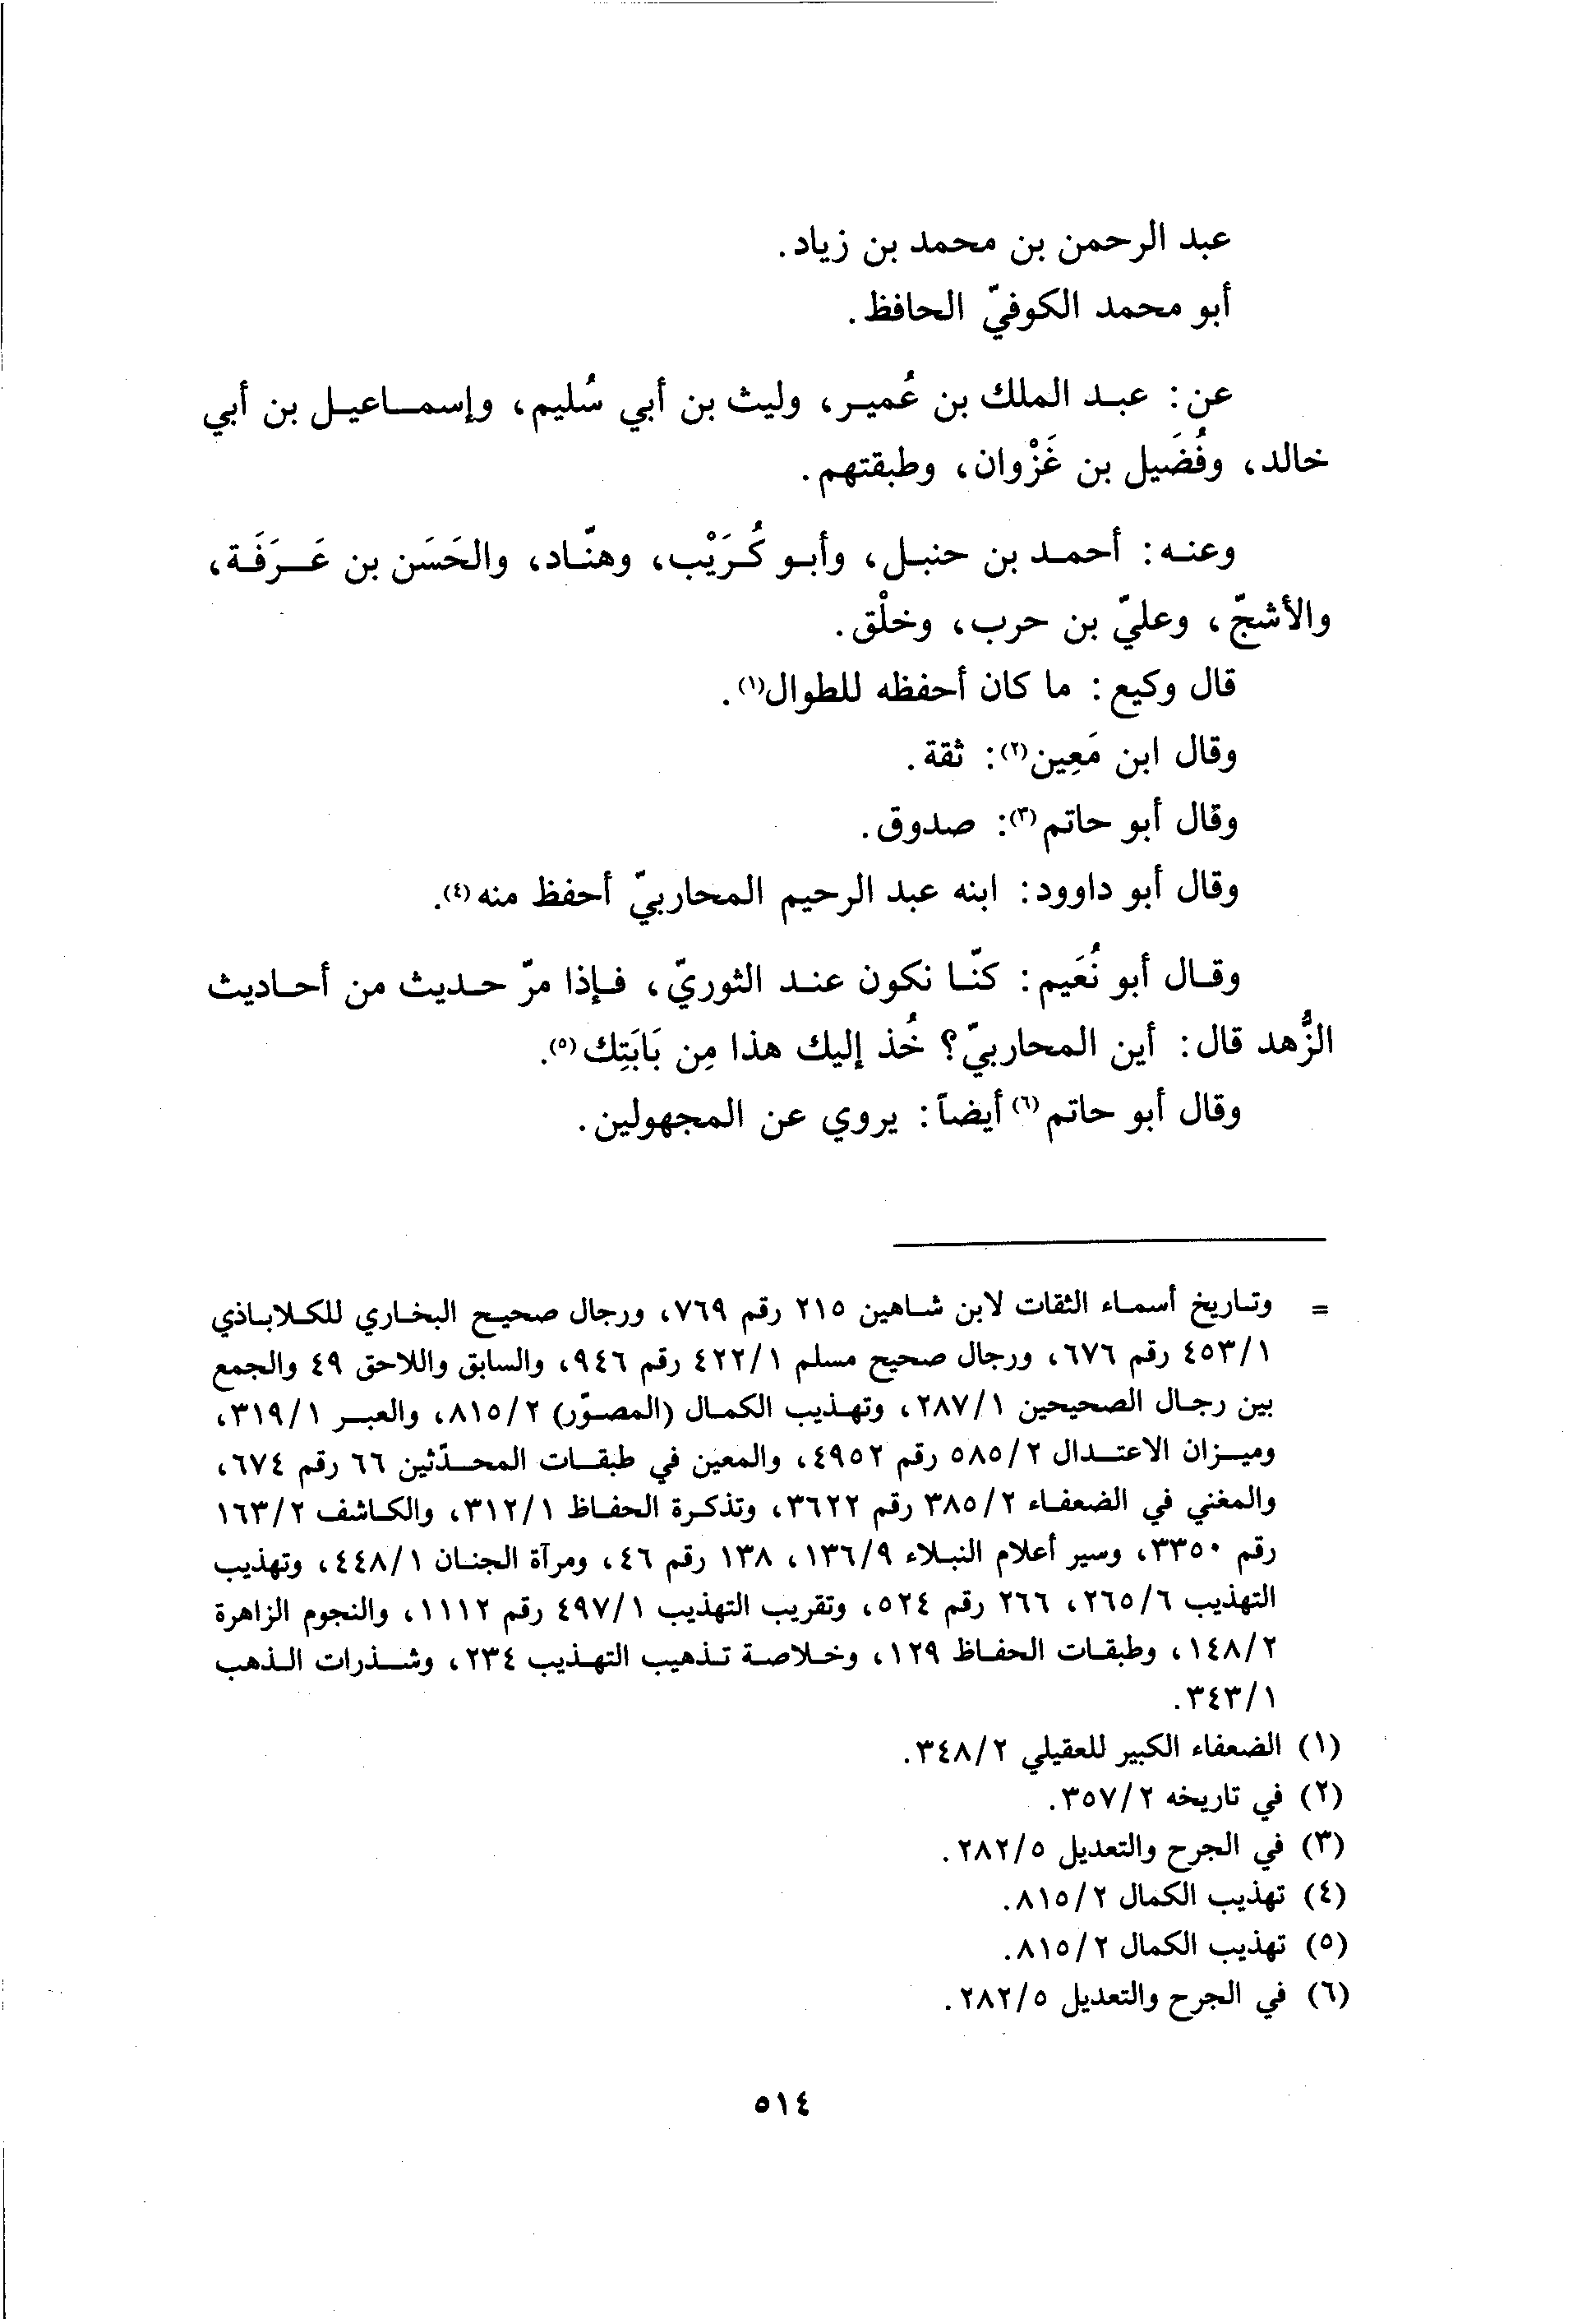 عبد الرحمن بن محمد بن زياد.
أبو محمد الكوفيّ الحافظ.
عن: عبد الملك بن عُمير، وليث بن أبي سُليم، وإسماعيل بن أبي
خالد، وفُضَيل بن غَزْوان، وطبقتهم.
وعنه: أحمد بن حنبل، وأبو كُرَيْب، وهنّاد، والحَسَن بن عَرَفَة،
والأشجّ، وعليّ بن حرب، وخلْق.
قال وكيع: ما كان أحفظه للطوال(١).
وقال ابن مَعِين(٢): ثقة.
وقال أبو حاتم(٣): صدوق.
وقال أبو داوود: ابنه عبد الرحيم المحاربيّ أحفظ منه(٤).
وقال أبو نُعَيم: كنّا نكون عند الثوريّ، فإذا مرّ حديث من أحاديث
الزُّهد قال: أين المحاربيّ؟ خُذ إليك هذا مِن بَابَتِك(٥).
وقال أبو حاتم(٦) أيضاً: يروي عن المجهولين.
= وتاريخ أسماء الثقات لابن شاهين ٢١٥ رقم ٧٦٩، ورجال صحيح البخاري للكلاباذي
٤٥٣/١ رقم ٦٧٦، ورجال صحيح مسلم ٤٢٢/١ رقم ٩٤٦، والسابق واللاحق ٤٩ والجمع
بين رجال الصحيحين ٢٨٧/١، وتهذيب الكمال (المصوّر) ٨١٥/٢، والعبر ٣١٩/١،
وميزان الاعتدال ٥٨٥/٢ رقم ٤٩٥٢، والمعين في طبقات المحدّثين ٦٦ رقم ٦٧٤،
والمغني في الضعفاء ٣٨٥/٢ رقم ٣٦٢٢، وتذكرة الحفاظ ٣١٢/١، والكاشف ١٦٣/٢
رقم ٣٣٥٠، وسير أعلام النبلاء ١٣٦/٩، ١٣٨ رقم ٤٦، ومرآة الجنان ٤٤٨/١، وتهذيب
التهذيب ٢٦٥/٦، ٢٦٦ رقم ٥٢٤، وتقريب التهذيب ٤٩٧/١ رقم ١١١٢، والنجوم الزاهرة
١٤٨/٢، وطبقات الحفاظ ١٢٩، وخلاصة تذهيب التهذيب ٢٣٤، وشذرات الذهب
٣٤٣/١.
(١) الضعفاء الكبير للعقيلي ٣٤٨/٢.
(٢) في تاريخه ٣٥٧/٢.
(٣) في الجرح والتعديل ٢٨٢/٥.
(٤) تهذيب الكمال ٨١٥/٢.
(٥) تهذيب الكمال ٨١٥/٢.
(٦) في الجرح والتعديل ٢٨٢/٥.
٥١٤